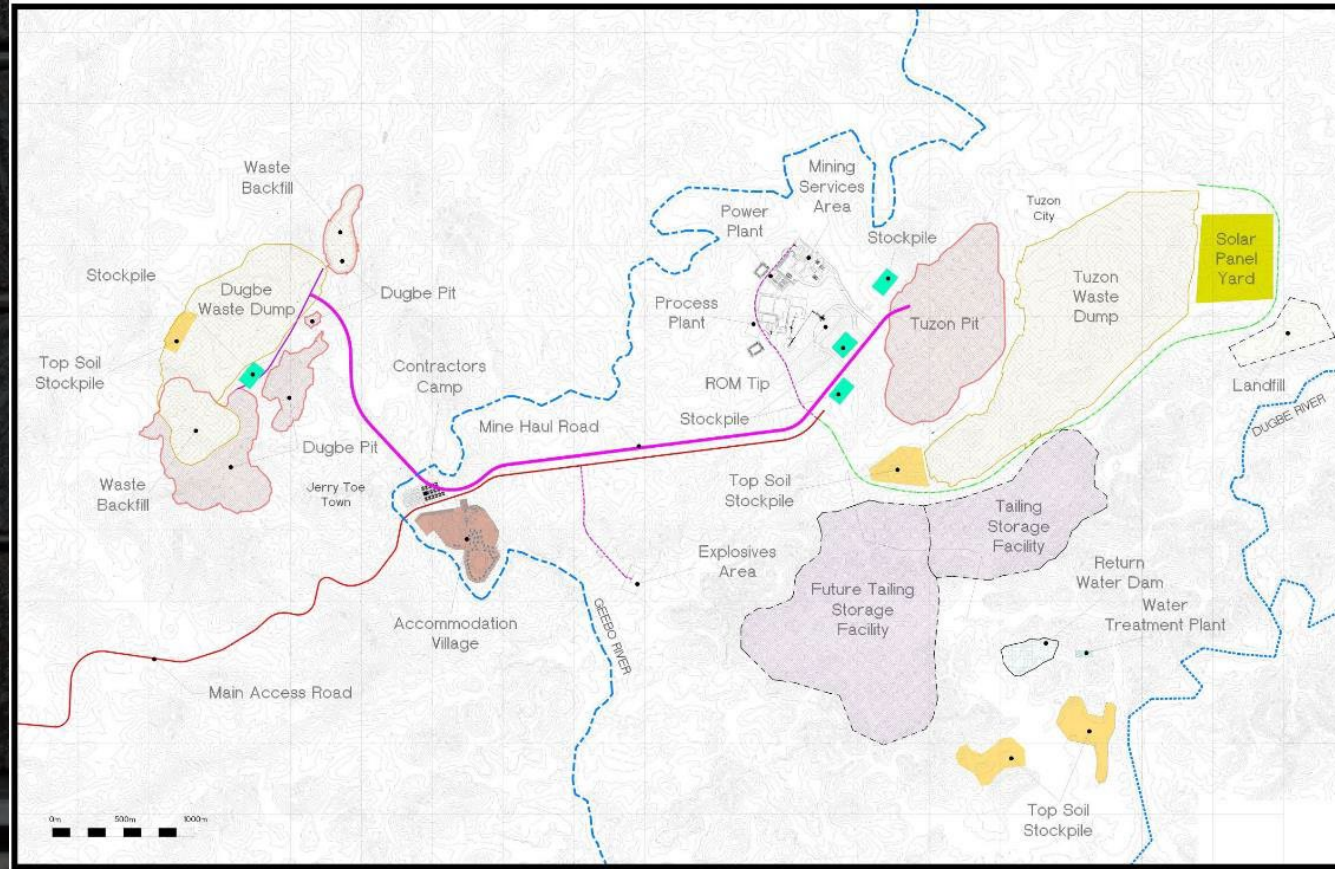 Waste
Backfill
Stockpile
Dugbe
Waste Dump
Dugbe Pit
Top Soil
Stockpile
Contractors
Camp
Dugbe Pit
Waste
Backfill
Jerry Toe
Town
Mine Haul Road
Accommodation
Village
Main Access Road
GEEBO RIVER
Explosives
Area
Mining
Services
Area
Power
Plant
Stockpile
Process
Plant
ROM Tip
Stockpile
Tuzon Pit
Tuzon
City
Tuzon
Waste
Dump
Solar
Panel
Yard
Landfill
DUGBE RIVER
Top Soil
Stockpile
Tailing
Storage
Facility
Future Tailing
Storage
Facility
Return
Water Dam
Water
Treatment Plant
Top Soil
Stockpile
0m 500m 1000m